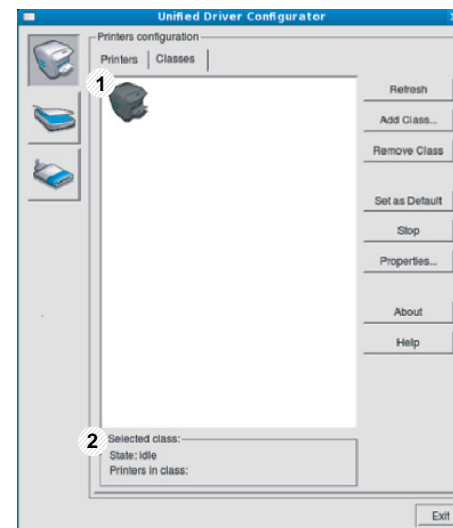 Unified Driver Configurator
Printers configuration
Printers Classes
1
Refresh
Add Class...
Remove Class
Set as Default
Stop
Properties...
About
Help
2 Selected class:
State: idle
Printers in class:
Exit